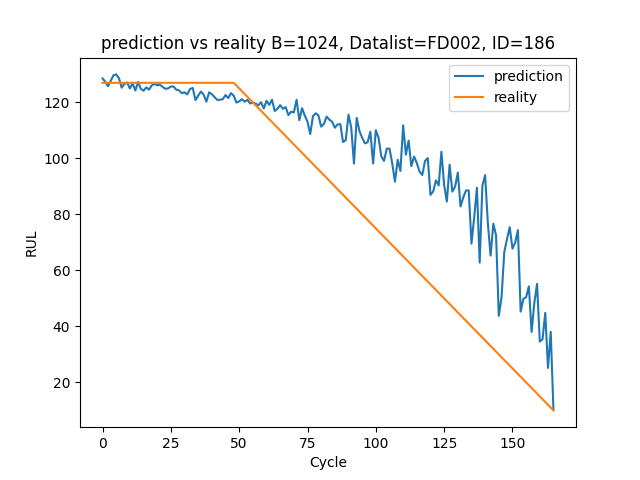 prediction vs reality B=1024, Datalist=FD002, ID=186
prediction
reality
RUL
120
100
80
60
40
20
0 25 50 75 100 125 150
Cycle